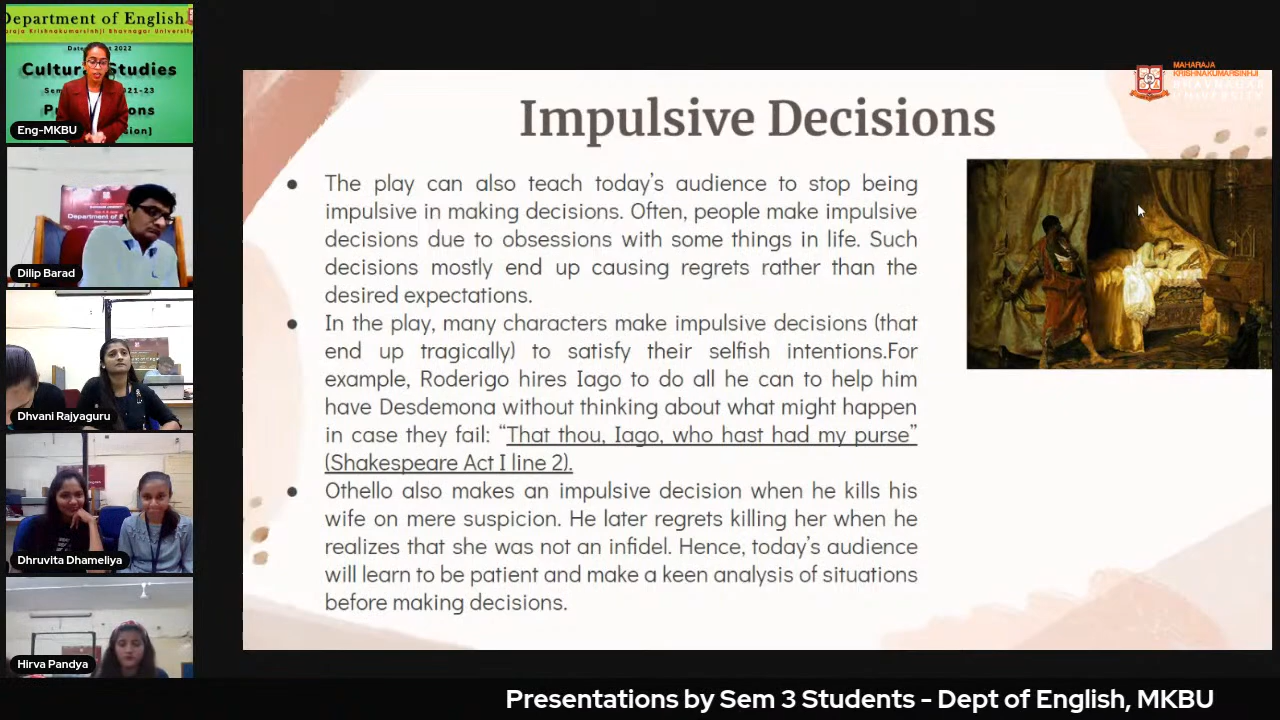 Department of English
Maharaja Krishnakumarsinhji Bhavnagar University
2022
Cultural Studies
Eng-MKBU
Dilip Barad
Dhvani Rajyaguru
Dhruvita Dhameliya
Hirva Pandya
MAHARAJA
KRISHNAKUMARSINHJI
BHAVNAGAR
UNIVERSITY
Impulsive Decisions
● The play can also teach today’s audience to stop being
impulsive in making decisions. Often, people make impulsive
decisions due to obsessions with some things in life. Such
decisions mostly end up causing regrets rather than the
desired expectations.
● In the play, many characters make impulsive decisions (that
end up tragically) to satisfy their selfish intentions.For
example, Roderigo hires Iago to do all he can to help him
have Desdemona without thinking about what might happen
in case they fail: “That thou, Iago, who hast had my purse”
(Shakespeare Act I line 2).
● Othello also makes an impulsive decision when he kills his
wife on mere suspicion. He later regrets killing her when he
realizes that she was not an infidel. Hence, today’s audience
will learn to be patient and make a keen analysis of situations
before making decisions.
Presentations by Sem 3 Students - Dept of English, MKBU